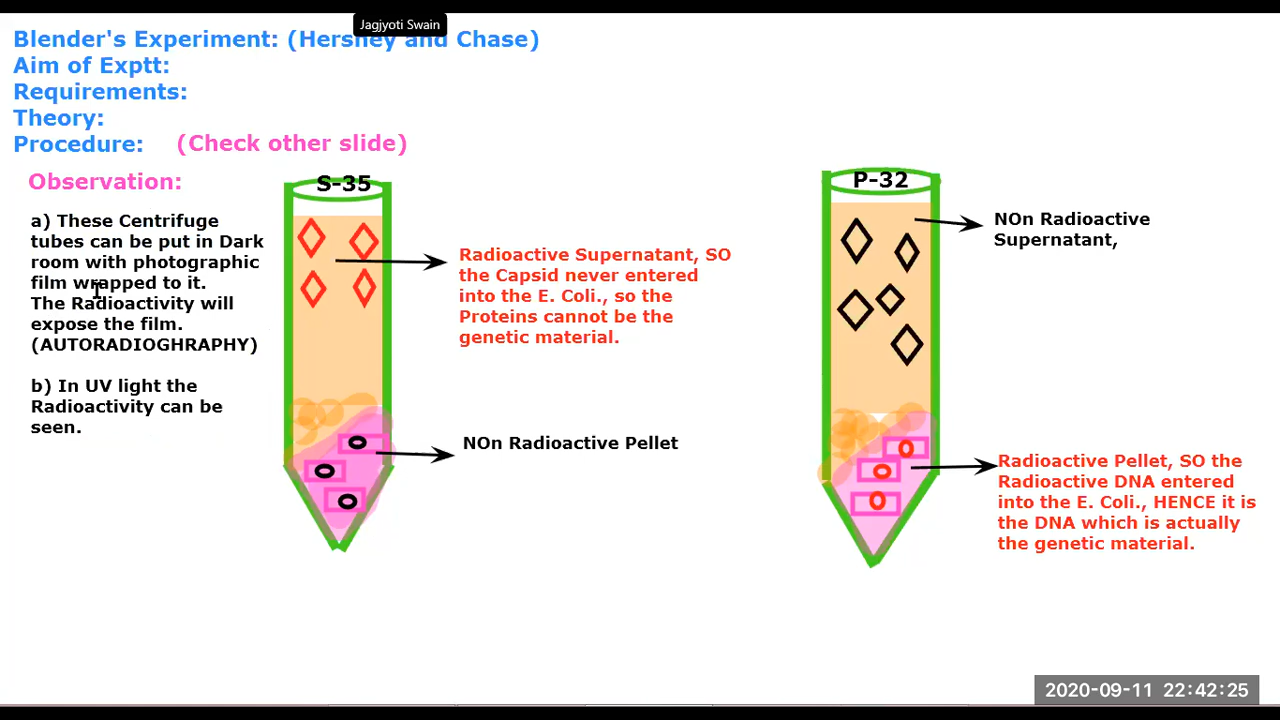 Jagjyoti Swain
Blender's Experiment: (Hershey and Chase)
Aim of Exptt:
Requirements:
Theory:
Procedure: (Check other slide)
Observation:
a) These Centrifuge
tubes can be put in Dark
room with photographic
film wrapped to it.
The Radioactivity will
expose the film.
(AUTORADIOGHRAPHY)
b) In UV light the
Radioactivity can be
seen.
S-35
Radioactive Supernatant, SO
the Capsid never entered
into the E. Coli., so the
Proteins cannot be the
genetic material.
NOn Radioactive Pellet
P-32
NOn Radioactive
Supernatant,
Radioactive Pellet, SO the
Radioactive DNA entered
into the E. Coli., HENCE it is
the DNA which is actually
the genetic material.
2020-09-11 22:42:25